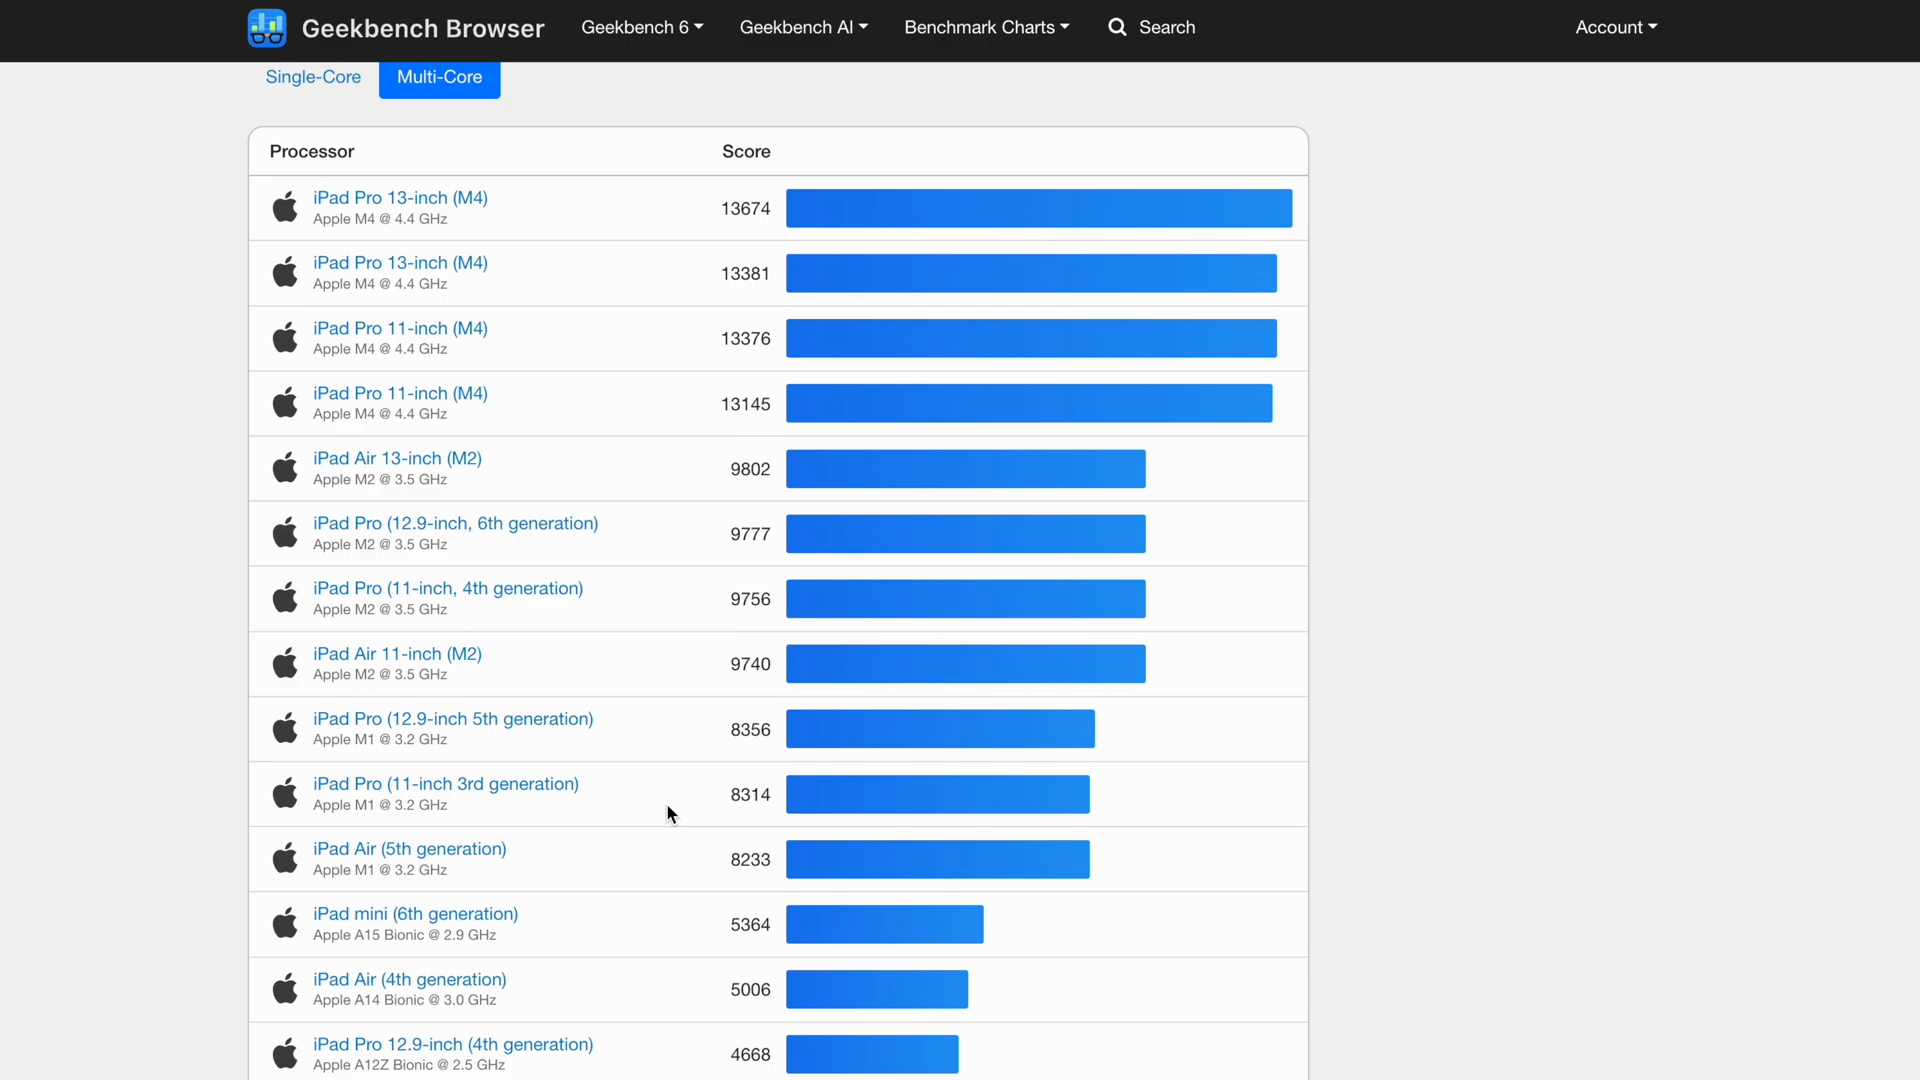 Geekbench Browser Geekbench 6 Geekbench AI Benchmark Charts Search Account
Single-Core Multi-Core
Processor Score
iPad Pro 13-inch (M4)
Apple M4 @ 4.4 GHz
13674
iPad Pro 13-inch (M4)
Apple M4 @ 4.4 GHz
13381
iPad Pro 11-inch (M4)
Apple M4 @ 4.4 GHz
13376
iPad Pro 11-inch (M4)
Apple M4 @ 4.4 GHz
13145
iPad Air 13-inch (M2)
Apple M2 @ 3.5 GHz
9802
iPad Pro (12.9-inch, 6th generation)
Apple M2 @ 3.5 GHz
9777
iPad Pro (11-inch, 4th generation)
Apple M2 @ 3.5 GHz
9756
iPad Air 11-inch (M2)
Apple M2 @ 3.5 GHz
9740
iPad Pro (12.9-inch 5th generation)
Apple M1 @ 3.2 GHz
8356
iPad Pro (11-inch 3rd generation)
Apple M1 @ 3.2 GHz
8314
iPad Air (5th generation)
Apple M1 @ 3.2 GHz
8233
iPad mini (6th generation)
Apple A15 Bionic @ 2.9 GHz
5364
iPad Air (4th generation)
Apple A14 Bionic @ 3.0 GHz
5006
iPad Pro 12.9-inch (4th generation)
Apple A12Z Bionic @ 2.5 GHz
4668